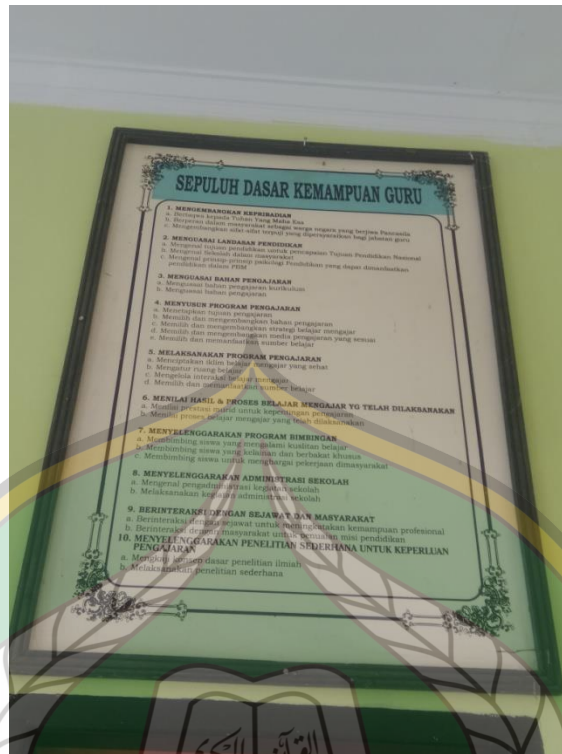 SEPULUH DASAR KEMAMPUAN GURU
1. MENGEMBANGKAN KEPRIBADIAN
a. Bertaqwa kepada Tuhan Yang Maha Esa
b. Berperan dalam masyarakat sebagai warga negara yang berjiwa Pancasila
c. Mengembangkan sifat-sifat terpuji yang dipersyaratkan bagi jabatan guru
2. MENGUASAI LANDASAN PENDIDIKAN
a. Mengenal tujuan pendidikan untuk pencapaian Tujuan Pendidikan Nasional
b. Mengenal Sekolah dalam masyarakat
c. Mengenal prinsip-prinsip psikologi Pendidikan yang dapat dimanfaatkan
pendidikan dalam PBM
3. MENGUASAI BAHAN PENGAJARAN
a. Menguasai bahan pengajaran kurikulum
b. Menguasai bahan pengajaran
4. MENYUSUN PROGRAM PENGAJARAN
a. Menetapkan tujuan pengajaran
b. Memilih dan mengembangkan bahan pengajaran
c. Memilih dan mengembangkan strategi belajar mengajar
d. Memilih dan mengembangkan media pengajaran yang sesuai
e. Memilih dan memanfaatkan sumber belajar
5. MELAKSANAKAN PROGRAM PENGAJARAN
a. Menciptakan iklim belajar mengajar yang sehat
b. Mengatur ruang belajar
c. Mengelola interaksi belajar mengajar
d. Memilih dan memanfaatkan sumber belajar
6. MENILAI HASIL & PROSES BELAJAR MENGAJAR YG TELAH DILAKSANAKAN
a. Menilai prestasi murid untuk kepentingan pengajaran
b. Menilai proses belajar mengajar yang telah dilaksanakan
7. MENYELENGGARAKAN PROGRAM BIMBINGAN
a. Membimbing siswa yang mengalami kesulitan belajar
b. Membimbing siswa yang kelainan dan berbakat khusus
c. Membimbing siswa untuk menghargai pekerjaan dimasyarakat
8. MENYELENGGARAKAN ADMINISTRASI SEKOLAH
a. Mengenal pengadministrasi kegiatan sekolah
b. Melaksanakan kegiatan administrasi sekolah
9. BERINTERAKSI DENGAN SEJAWAT DAN MASYARAKAT
a. Berinteraksi dengan sejawat untuk meningkatakan kemampuan profesional
b. Berinteraksi dengan masyarakat untuk penuaian misi pendidikan
10. MENYELENGGARAKAN PENELITIAN SEDERHANA UNTUK KEPERLUAN
PENGAJARAN
a. Mengkaji konsep dasar penelitian ilmiah
b. Melaksanakan penelitian sederhana
القرآن الكريم